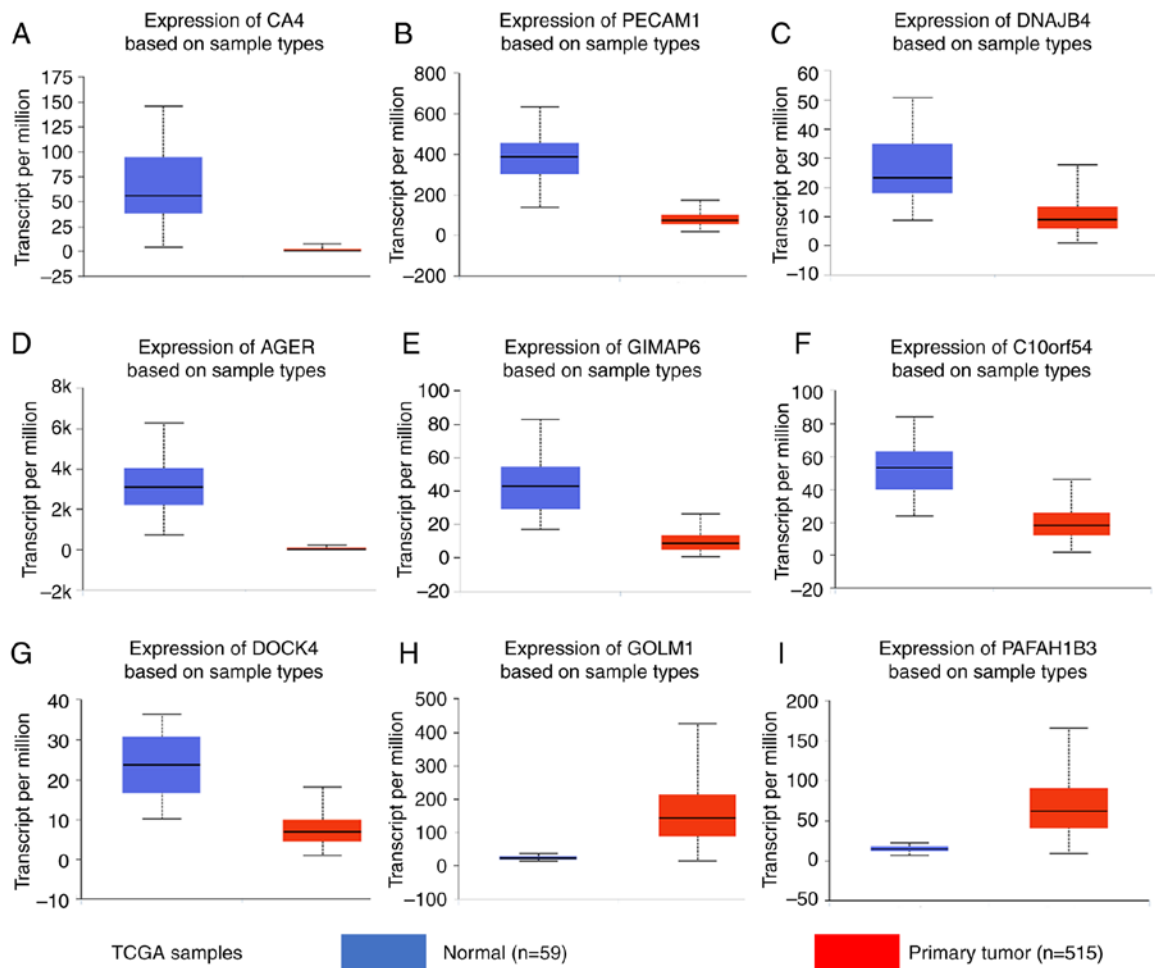 A
Expression of CA4
based on sample types
Transcript per million
175
150
125
100
75
50
25
0
−25
B
Expression of PECAM1
based on sample types
Transcript per million
800
600
400
200
0
−200
C
Expression of DNAJB4
based on sample types
Transcript per million
60
50
40
30
20
10
0
−10
D
Expression of AGER
based on sample types
Transcript per million
8k
6k
4k
2k
0
−2k
E
Expression of GIMAP6
based on sample types
Transcript per million
100
80
60
40
20
0
−20
F
Expression of C10orf54
based on sample types
Transcript per million
100
80
60
40
20
0
−20
G
Expression of DOCK4
based on sample types
Transcript per million
40
30
20
10
0
−10
H
Expression of GOLM1
based on sample types
Transcript per million
500
400
300
200
100
0
−100
I
Expression of PAFAH1B3
based on sample types
Transcript per million
200
150
100
50
0
−50
TCGA samples
Normal (n=59)
Primary tumor (n=515)